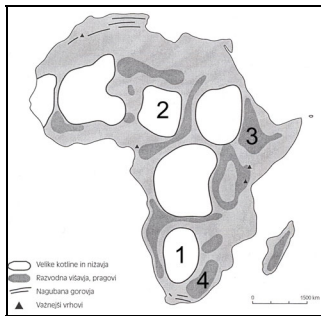 2
3
1
4
Velike kotline in nižavja
Razvodna višavja, pragovi
Nagubana gorovja
Važnejši vrhovi
0 1500 km